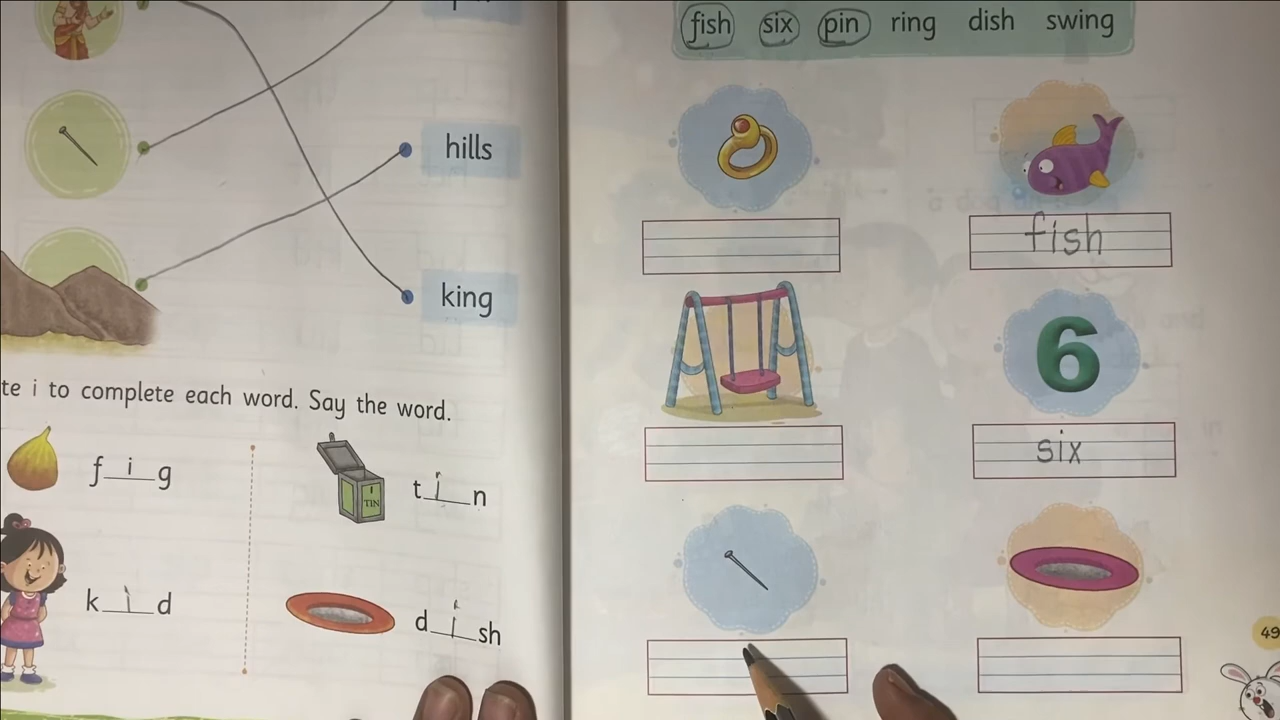 hills
king
te i to complete each word. Say the word.
f i g
t i n
TIN
k i d
d i sh
fish six pin ring dish swing
fish
6
six
49